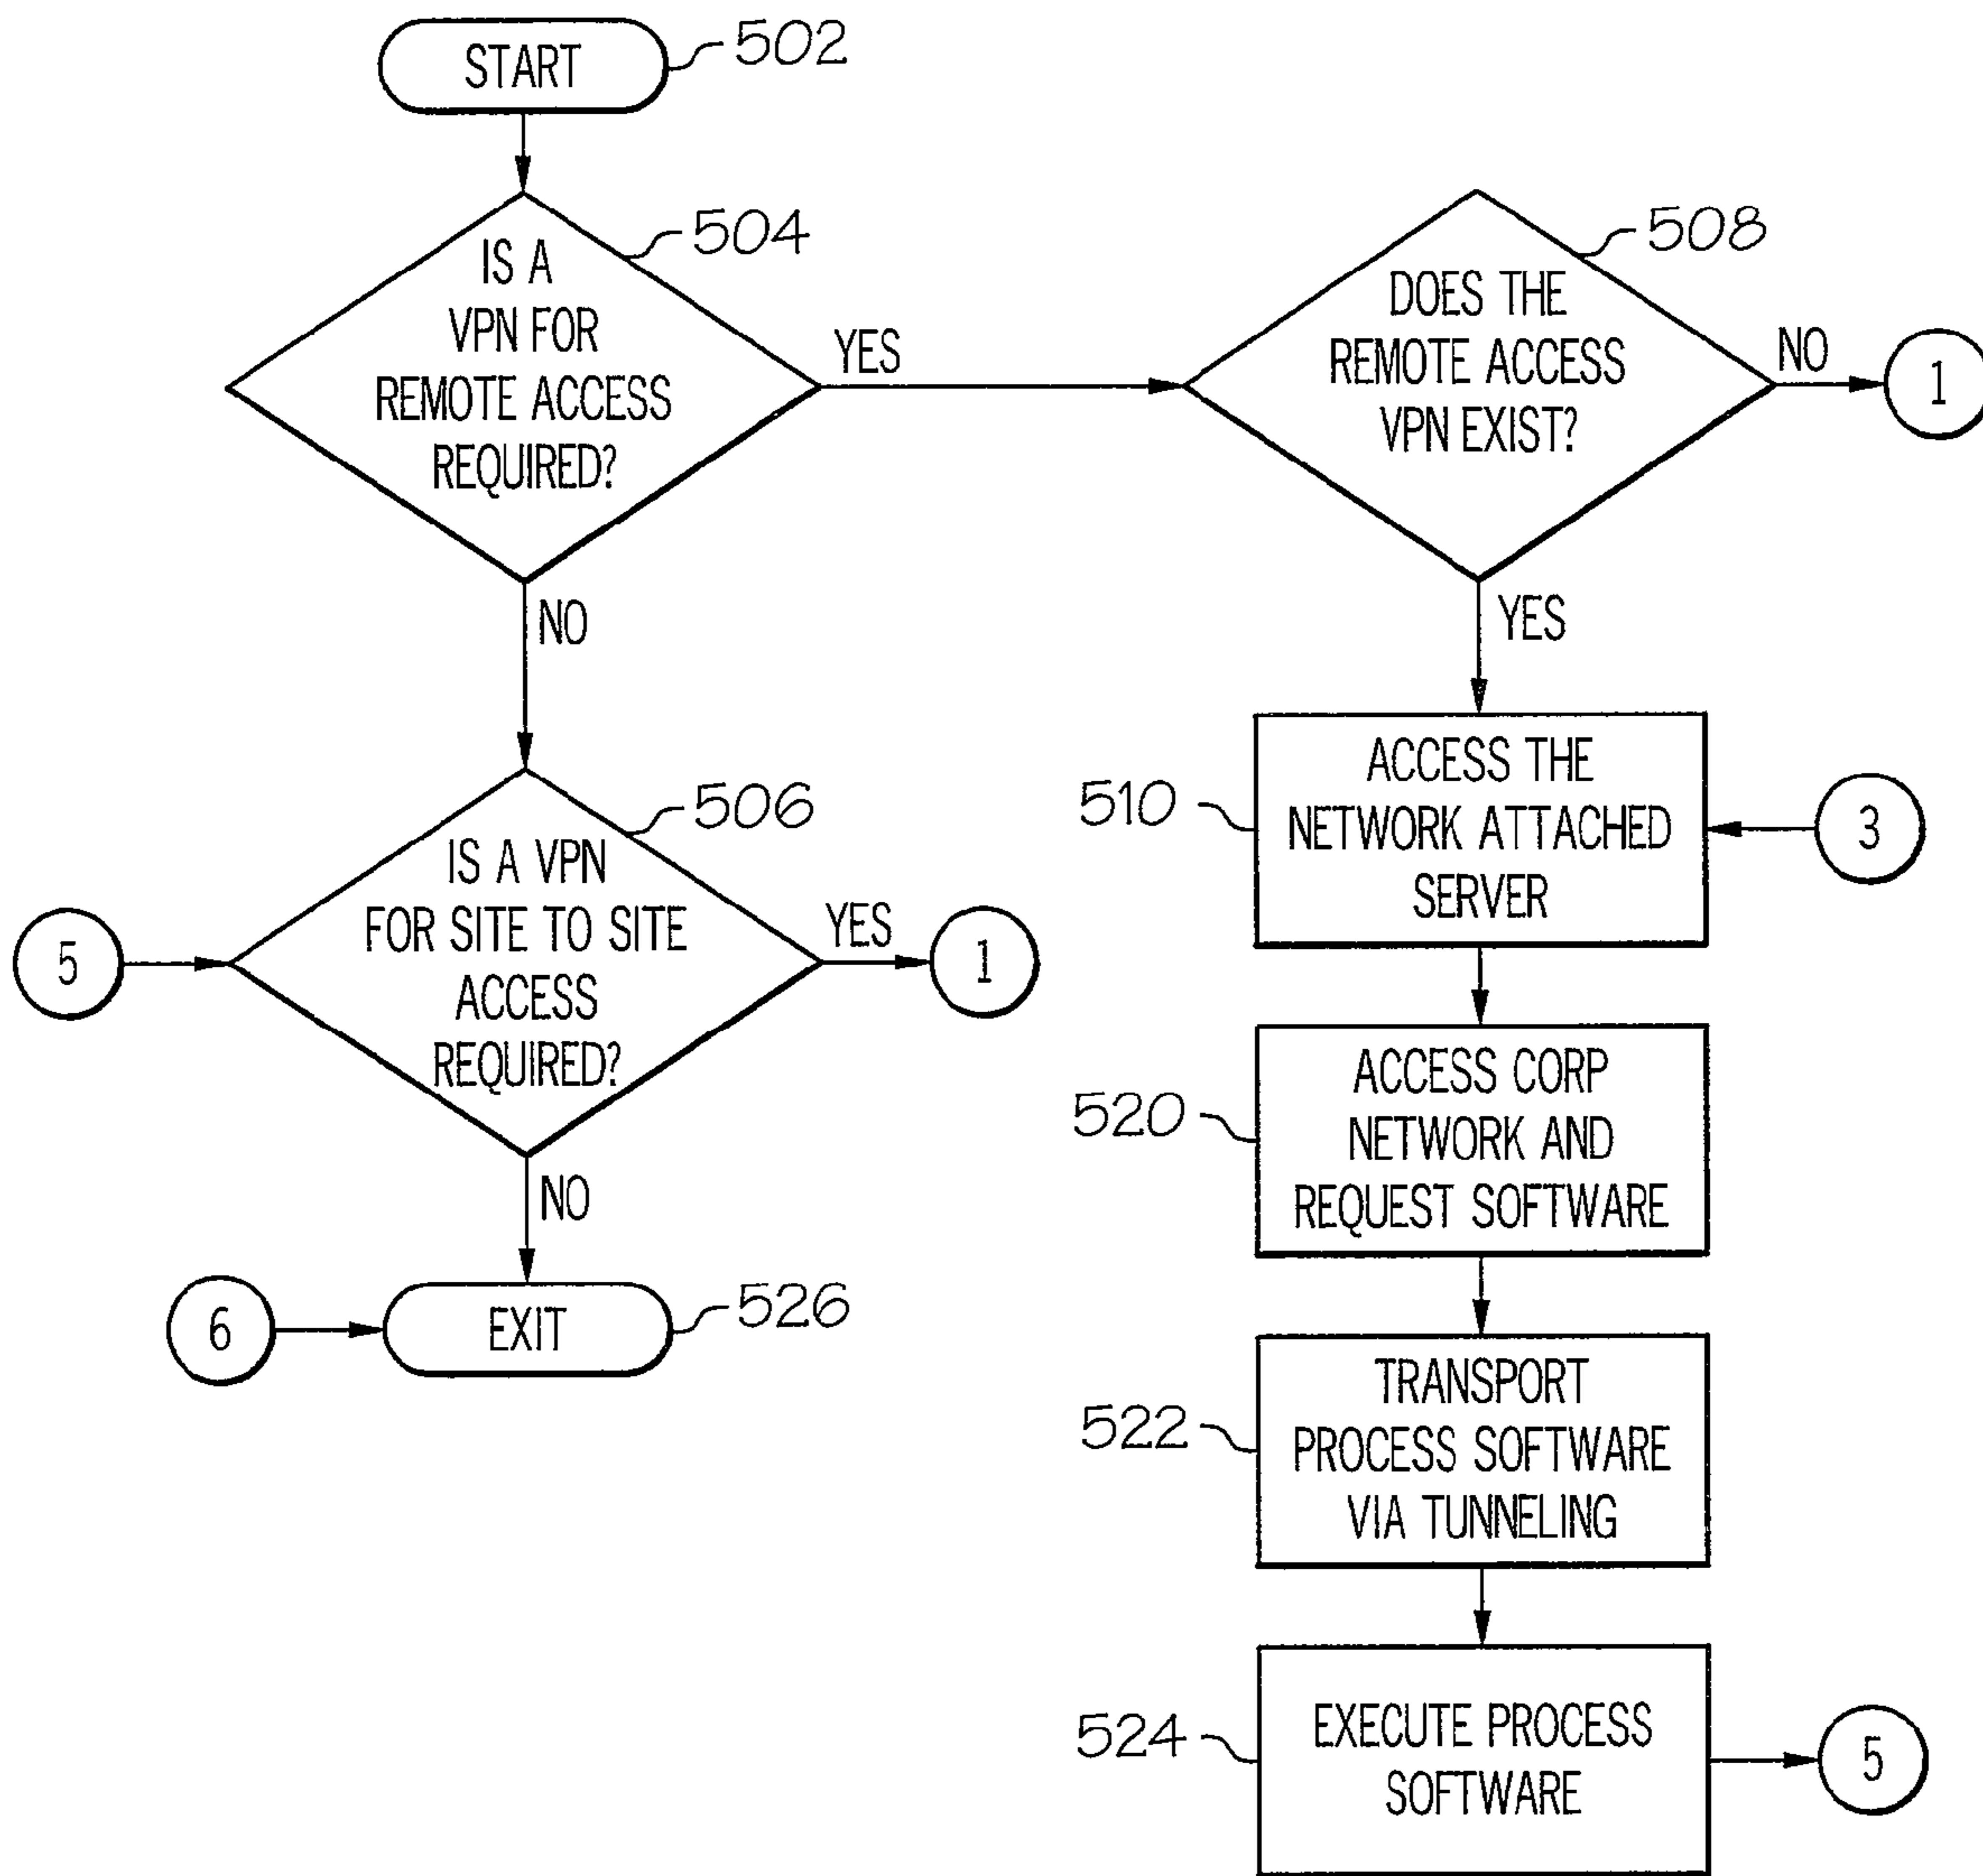 START
502
IS A
VPN FOR
REMOTE ACCESS
REQUIRED?
504
YES
NO
DOES THE
REMOTE ACCESS
VPN EXIST?
508
NO
1
YES
ACCESS THE
NETWORK ATTACHED
SERVER
510
3
5
IS A VPN
FOR SITE TO SITE
ACCESS
REQUIRED?
506
YES
1
NO
ACCESS CORP
NETWORK AND
REQUEST SOFTWARE
520
6
EXIT
526
TRANSPORT
PROCESS SOFTWARE
VIA TUNNELING
522
EXECUTE PROCESS
SOFTWARE
524
5